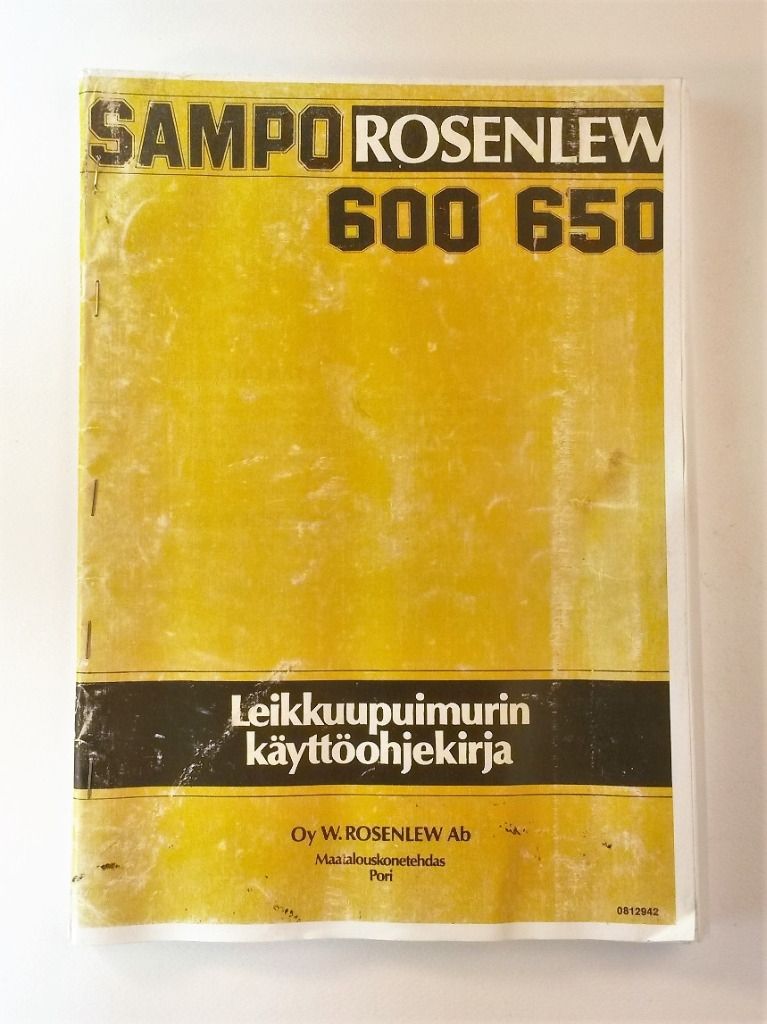 SAMPO ROSENLEW
600 650
Leikkuupuimurin
käyttöohjekirja
Oy W. ROSENLEW Ab
Maatalouskonetehdas
Pori
0812942